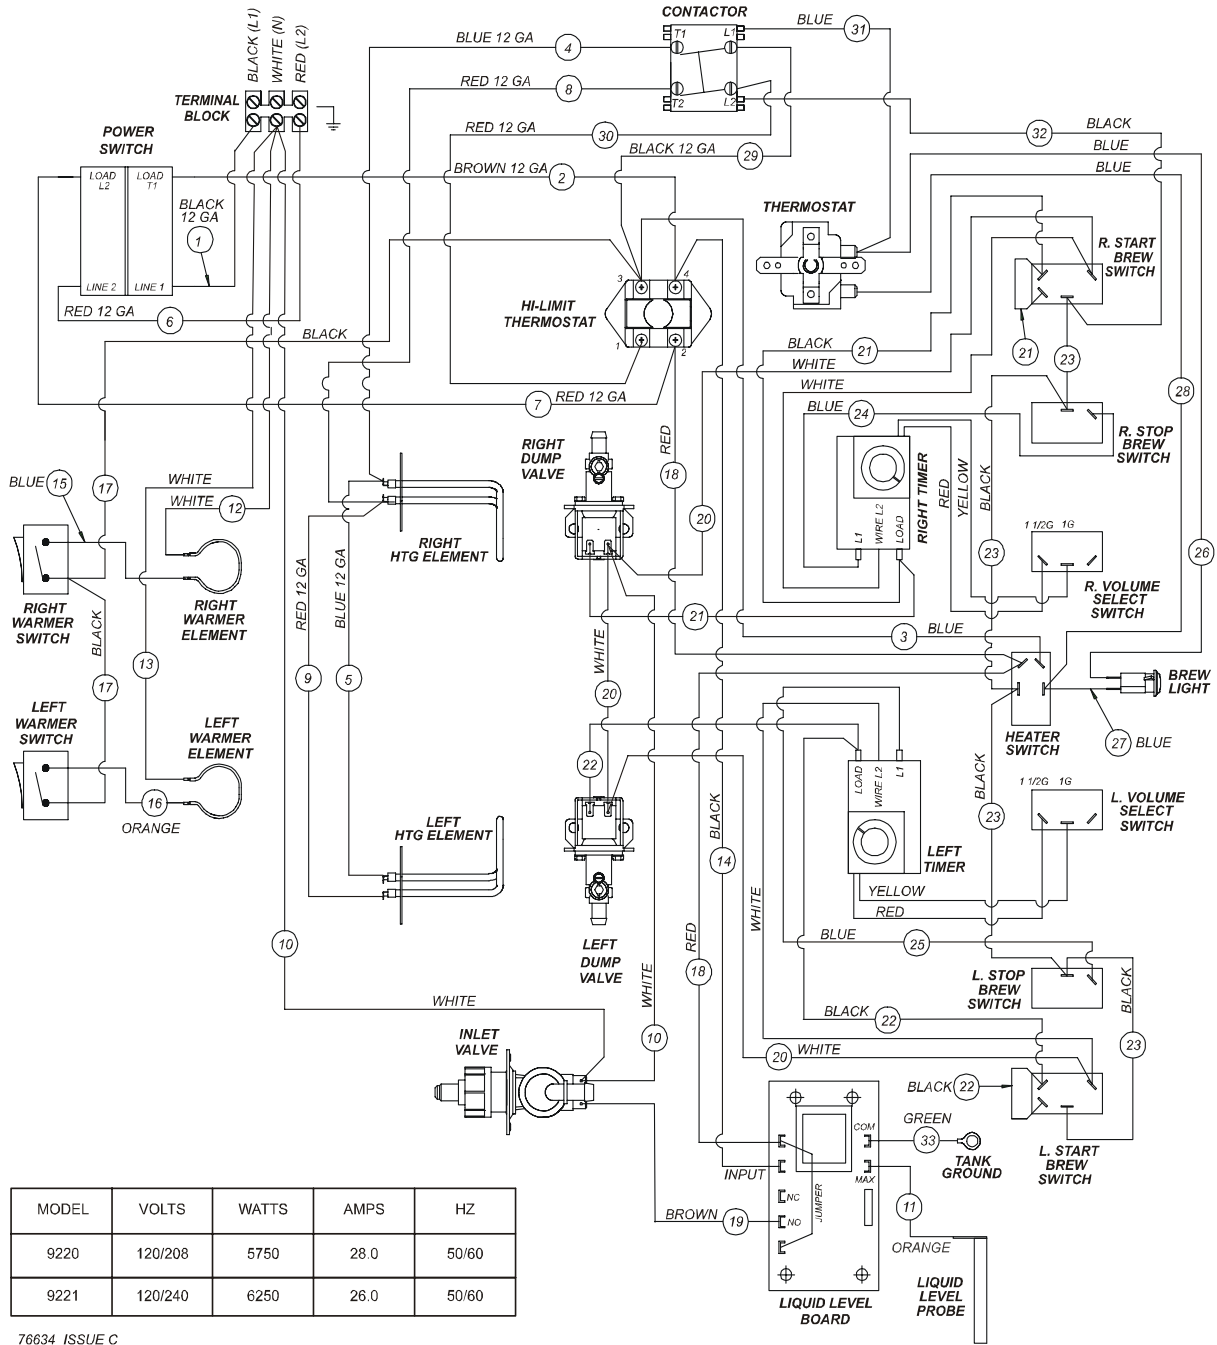 CONTACTOR
BLACK (L1)
WHITE (N)
RED (L2)
BLUE
31
BLUE 12 GA
4
T1
L1
RED 12 GA
8
T2
L2
TERMINAL
BLOCK
POWER
SWITCH
RED 12 GA
30
BLACK
32
BLACK 12 GA
29
BLUE
BROWN 12 GA
2
BLUE
LOAD
L2
LOAD
T1
BLACK
12 GA
1
THERMOSTAT
R. START
BREW
SWITCH
LINE 2
LINE 1
RED 12 GA
6
3
4
HI-LIMIT
THERMOSTAT
1
2
BLACK
BLACK
21
WHITE
21
23
WHITE
28
RED 12 GA
7
BLUE
24
R. STOP
BREW
SWITCH
RIGHT
DUMP
VALVE
RED
18
BLUE
15
17
WHITE
WHITE
12
RIGHT
HTG ELEMENT
20
L1
WIRE L2
LOAD
RIGHT TIMER
RED
YELLOW
BLACK
23
1 1/2G
1G
R. VOLUME
SELECT
SWITCH
26
RIGHT
WARMER
SWITCH
RIGHT
WARMER
ELEMENT
RED 12 GA
BLUE 12 GA
BLACK
13
21
3
BLUE
WHITE
20
9
5
17
BREW
LIGHT
HEATER
SWITCH
27
BLUE
LEFT
WARMER
SWITCH
LEFT
WARMER
ELEMENT
22
LOAD
WIRE L2
L1
BLACK
23
1 1/2G
1G
L. VOLUME
SELECT
SWITCH
16
ORANGE
LEFT
HTG ELEMENT
BLACK
14
LEFT
TIMER
YELLOW
RED
WHITE
10
LEFT
DUMP
VALVE
RED
18
BLUE
25
L. STOP
BREW
SWITCH
BLACK
23
WHITE
WHITE
10
BLACK
22
INLET
VALVE
20
WHITE
BLACK
22
L. START
BREW
SWITCH
COM
GREEN
33
TANK
GROUND
INPUT
MAX
NC
NO
JUMPER
BROWN
19
11
ORANGE
LIQUID
LEVEL
PROBE
LIQUID LEVEL
BOARD
MODEL VOLTS WATTS AMPS HZ
9220 120/208 5750 28.0 50/60
9221 120/240 6250 26.0 50/60
76634 ISSUE C